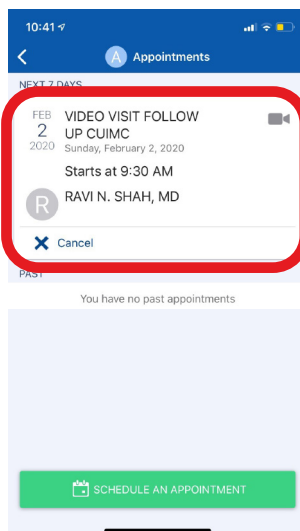 10:41
A Appointments
NEXT 7 DAYS
FEB
2
2020
VIDEO VISIT FOLLOW
UP CUIMC
Sunday, February 2, 2020
Starts at 9:30 AM
R RAVI N. SHAH, MD
Cancel
PAST
You have no past appointments
SCHEDULE AN APPOINTMENT